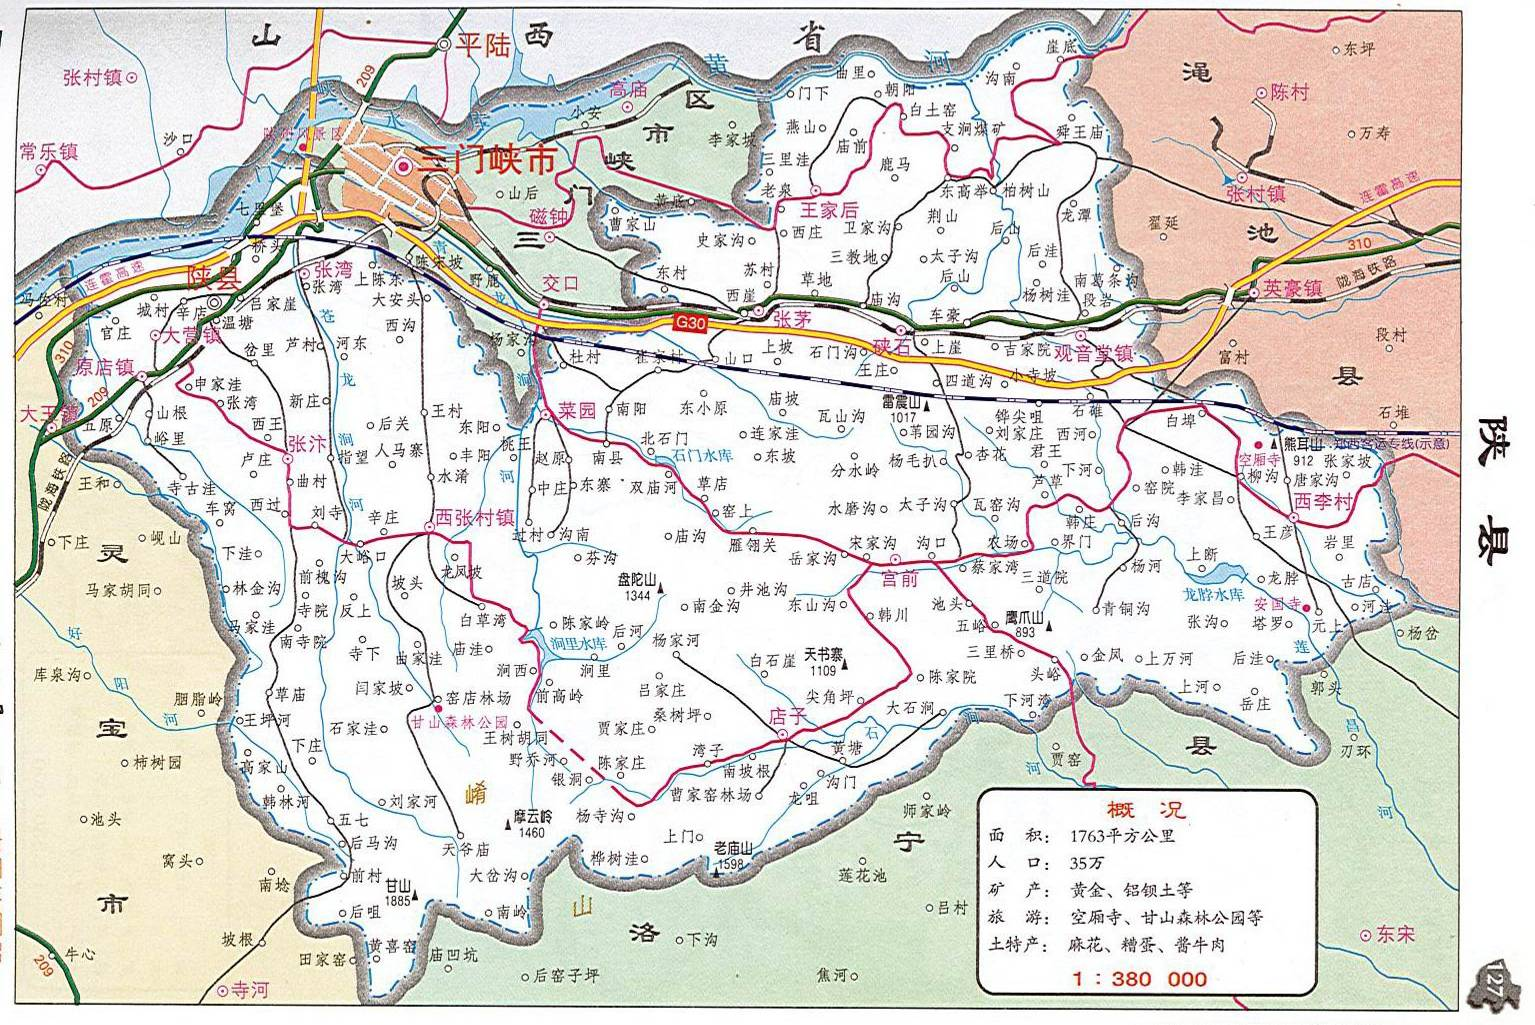 山 西 省
黄 河
平陆
张村镇
209
高庙
小安
区
市
峡
门
三
李家坡
沙口
常乐镇
三门峡市
山后
磁钟
七里堡
桥头
连霍高速
陕县
张湾
张湾
上陈东
大安头
陈宋坡
野鹿
交口
曹家山
史家沟
东村
苏村
西崖
草地
张茅
庙沟
车豪
G30
曲里
门下
朝阳
燕山
白土窑
庙前
支涧煤矿
三里洼
鹿马
老泉
王家后
东高举
柏树山
沟南
崖底
舜王庙
西庄
卫家沟
荆山
龙潭
后山
三教地
太子沟
后洼
后山
南葛条沟
杨树洼
段岩
渑
池
县
东坪
陈村
万寿
张村镇
翟延
连霍高速
310
陇海铁路
英豪镇
段村
富村
石堆
郑西客运专线(示意)
城村
辛店
吕家崖
温塘
官庄
大营镇
岔里
芦村
河东
西沟
杨家沟
原店镇
310
209
大王镇
五原
申家洼
张湾
新庄
山根
峪里
西王
后关
王村
东阳
张汴
卢庄
指望
人马寨
丰阳
桃王
曲村
水淆
赵原
中庄
东寨
菜园
杜村
崔家村
山口
上坡
石门沟
王庄
硖石
上崖
吉家院
观音堂镇
四道沟
小寺坡
南阳
东小原
庙坡
瓦山沟
雷震山
1017
苇园沟
铧尖咀
刘家庄
石碓
西河
北石门
石门水库
连家洼
东坡
分水岭
杨毛扒
杏花
君王
下河
芦草
南县
双庙河
草店
窑上
水磨沟
太子沟
瓦窑沟
白埠
韩洼
窑院
李家昌
空厢寺
熊耳山
912
张家坡
柳沟
唐家沟
西李村
王和
寺古洼
车窝
西过
刘寺
辛庄
西张村镇
过村
沟南
庙沟
雁翎关
岳家沟
宋家沟
沟口
农场
界门
韩庄
后沟
王彦
岩里
下庄
岘山
灵
宝
市
下洼
大峪口
龙凤坡
芬沟
宫前
蔡家湾
三道院
杨河
上断
龙脖
古店
马家胡同
林金沟
前槐沟
坡头
盘陀山
1344
井池沟
南金沟
东山沟
韩川
池头
五峪
鹰爪山
893
青铜沟
龙脖水库
安国寺
张沟
塔罗
元上
河洼
杨岔
马家洼
寺院
反上
白草湾
陈家岭
后河
杨家河
南寺院
寺下
曲家洼
庙洼
涧里水库
涧西
涧里
白石崖
天书寨
1109
三里桥
金凤
上万河
后洼
库泉沟
胭脂岭
闫家坡
窑店林场
前高岭
吕家庄
尖角坪
陈家院
头峪
下河湾
上河
岳庄
郭头
草庙
王坪河
石家洼
甘山森林公园
王树胡同
贾家庄
桑树坪
店子
大石涧
刃环
柿树园
下庄
野乔河
陈家庄
湾子
黄塘
贾窑
高家山
银洞
南坡根
沟门
韩林河
刘家河
崤
山
摩云岭
1460
杨寺沟
曹家窑林场
龙咀
师家岭
池头
五七
后马沟
天爷庙
上门
老庙山
1598
莲花池
窝头
前村
甘山
1885
大岔沟
桦树洼
南埝
后咀
南岭
吕村
坡根
黄喜窑
庙凹坑
洛
宁
县
下沟
牛心
田家窑
后窑子坪
焦河
东宋
寺河
209
概 况
面 积： 1763平方公里
人 口： 35万
矿 产： 黄金、铝钡土等
旅 游： 空厢寺、甘山森林公园等
土特产： 麻花、糟蛋、酱牛肉
1：380 000
陕县
127